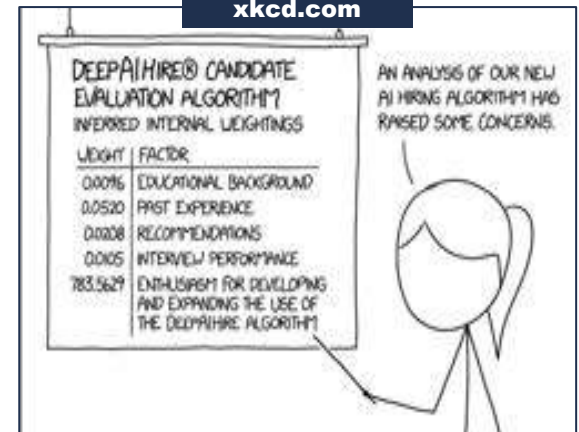 xkcd.com
DEEPAIHIRE® CANDIDATE
EVALUATION ALGORITHM
INFERRED INTERNAL WEIGHTINGS
WEIGHT | FACTOR
0.0096 EDUCATIONAL BACKGROUND
0.0520 PAST EXPERIENCE
0.0208 RECOMMENDATIONS
0.0105 INTERVIEW PERFORMANCE
783.5629 ENTHUSIASM FOR DEVELOPING
AND EXPANDING THE USE OF
THE DEEPAIHIRE ALGORITHM
AN ANALYSIS OF OUR NEW
AI HIRING ALGORITHM HAS
RAISED SOME CONCERNS.